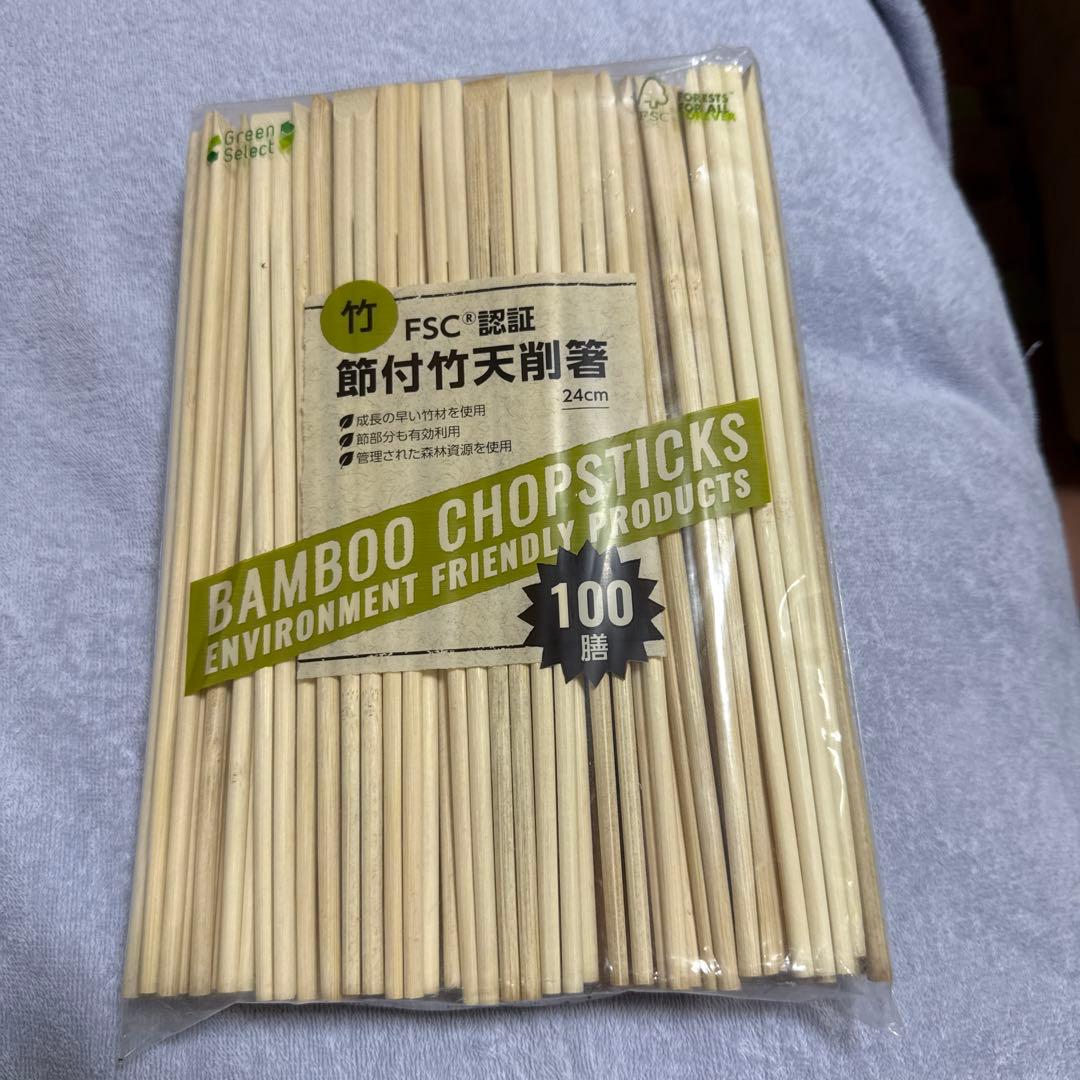 Green
Select
FSC
FORESTS™
FOR ALL
FOREVER
竹
FSC®認証
節付竹天削箸
24cm
成長の早い竹材を使用
節部分も有効利用
管理された森林資源を使用
BAMBOO CHOPSTICKS
ENVIRONMENT FRIENDLY PRODUCTS
100
膳